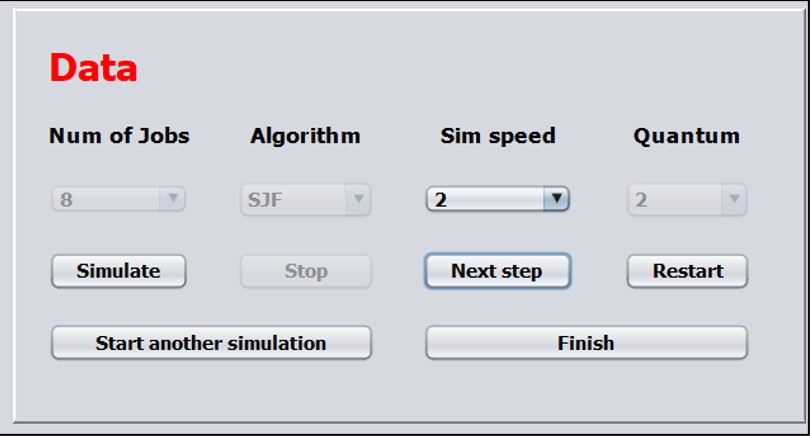 Data
Num of Jobs Algorithm Sim speed Quantum
8 SJF 2 2
Simulate Stop Next step Restart
Start another simulation Finish